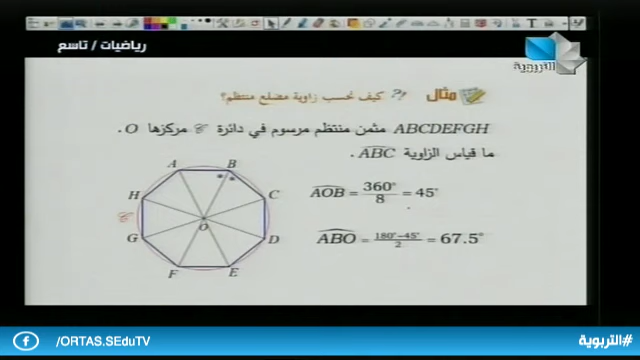 رياضيات / تاسع
التربوية
مثال
كيف نحسب زاوية مضلع منتظم؟
ABCDEFGH مثمن منتظم مرسوم في دائرة 𝒞 مركزها O .
ما قياس الزاوية ABC.
AOB = 360°/8 = 45°
ABO = 180°-45°/2 = 67.5°
A
B
H
C
𝒞
O
G
D
F
E
/ORTAS.SEduTV
#التربوية